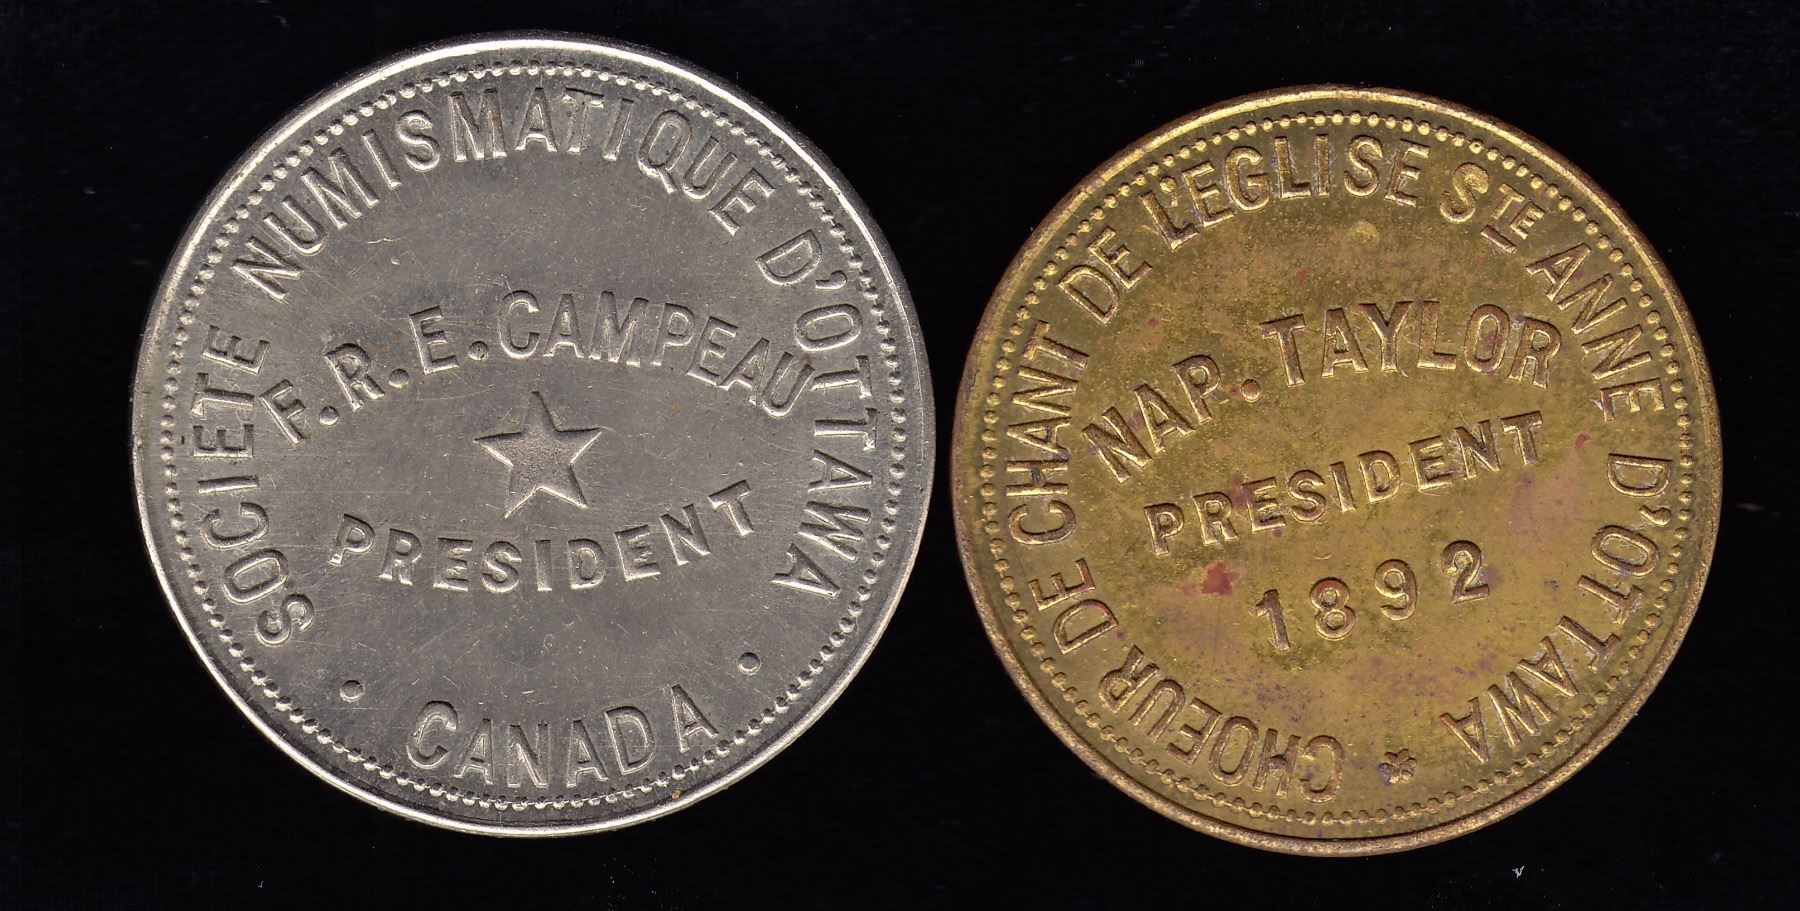 SOCIETE NUMISMATIQUE D'OTTAWA
F. R. E. CAMPEAU
PRESIDENT
• CANADA •
CHOEUR DE CHANT DE L'EGLISE STE ANNE D'OTTAWA
NAP. TAYLOR
PRESIDENT
1892